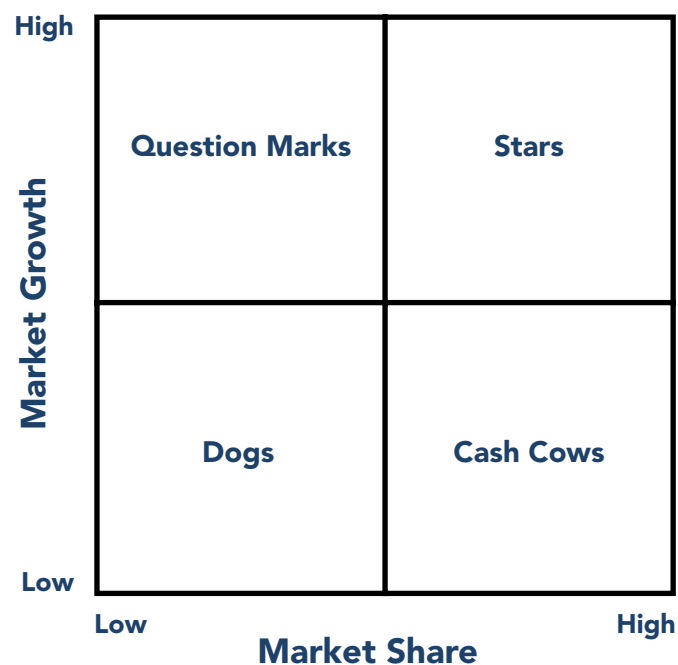 High
Question Marks
Stars
Market Growth
Dogs
Cash Cows
Low
Low
High
Market Share